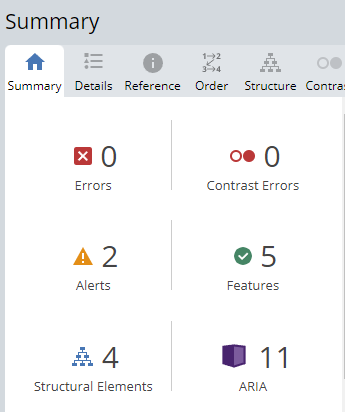 Summary
Summary Details Reference Order Structure Contras
0 0
Errors Contrast Errors
2 5
Alerts Features
4 11
Structural Elements ARIA